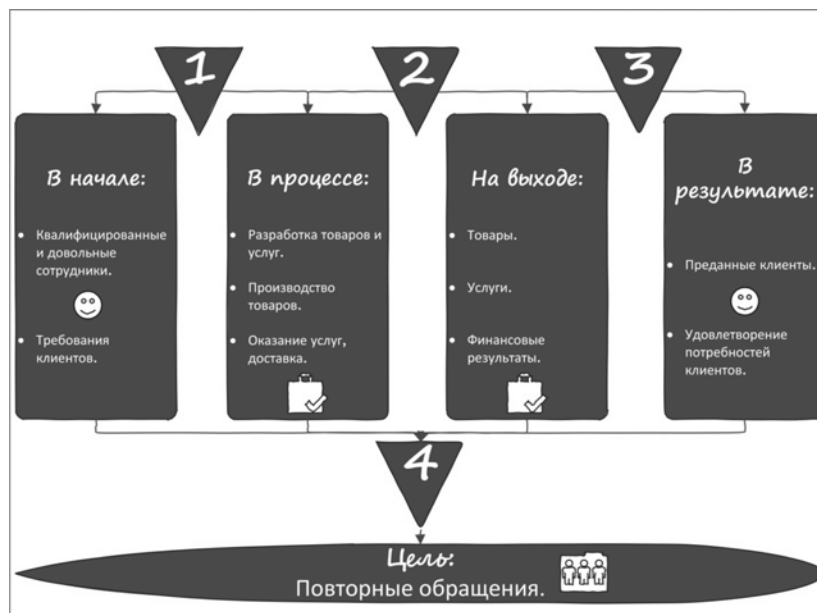 1
2
3
В начале:
Квалифицированные
и довольные
сотрудники.
Требования
клиентов.
В процессе:
Разработка товаров и
услуг.
Производство
товаров.
Оказание услуг,
доставка.
На выходе:
Товары.
Услуги.
Финансовые
результаты.
В
результате:
Преданные клиенты.
Удовлетворение
потребностей
клиентов.
4
Цель:
Повторные обращения.